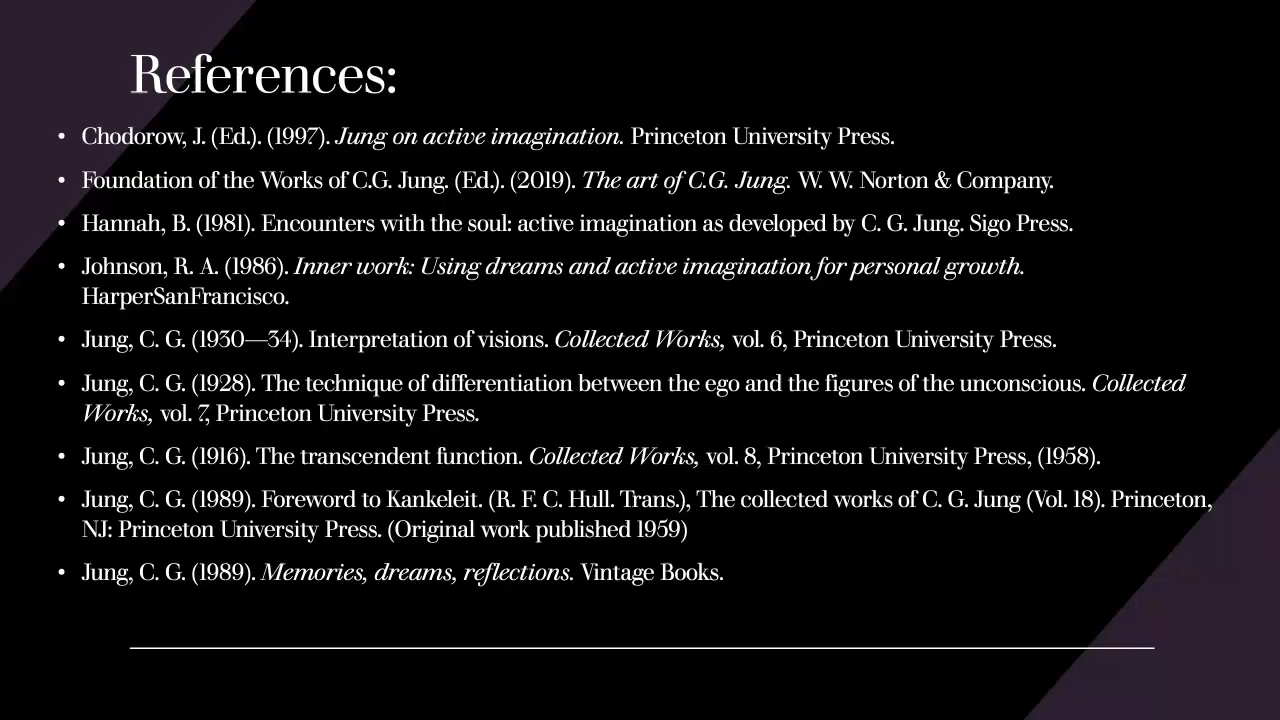 References:
• Chodorow, J. (Ed.). (1997). Jung on active imagination. Princeton University Press.
• Foundation of the Works of C.G. Jung. (Ed.). (2019). The art of C.G. Jung. W. W. Norton & Company.
• Hannah, B. (1981). Encounters with the soul: active imagination as developed by C. G. Jung. Sigo Press.
• Johnson, R. A. (1986). Inner work: Using dreams and active imagination for personal growth.
HarperSanFrancisco.
• Jung, C. G. (1930—34). Interpretation of visions. Collected Works, vol. 6, Princeton University Press.
• Jung, C. G. (1928). The technique of differentiation between the ego and the figures of the unconscious. Collected
Works, vol. 7, Princeton University Press.
• Jung, C. G. (1916). The transcendent function. Collected Works, vol. 8, Princeton University Press, (1958).
• Jung, C. G. (1989). Foreword to Kankeleit. (R. F. C. Hull. Trans.), The collected works of C. G. Jung (Vol. 18). Princeton,
NJ: Princeton University Press. (Original work published 1959)
• Jung, C. G. (1989). Memories, dreams, reflections. Vintage Books.